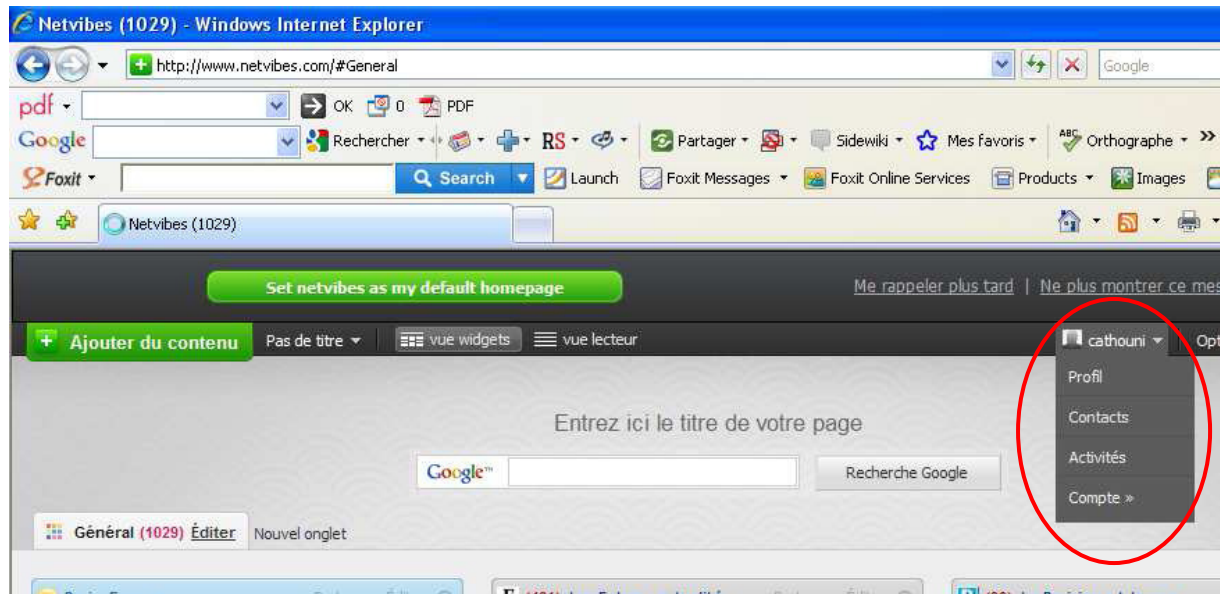 Netvibes (1029) - Windows Internet Explorer
http://www.netvibes.com/#General Google
pdf OK 0 PDF
Google Rechercher RS Partager Sidewiki Mes favoris ABC Orthographe »
Foxit Search Launch Foxit Messages Foxit Online Services Products Images
Netvibes (1029)
Set netvibes as my default homepage Me rappeler plus tard | Ne plus montrer ce mes
+ Ajouter du contenu Pas de titre vue widgets vue lecteur cathouni Opt
Profil
Contacts
Activités
Compte »
Entrez ici le titre de votre page
Google™ Recherche Google
Général (1029) Éditer Nouvel onglet